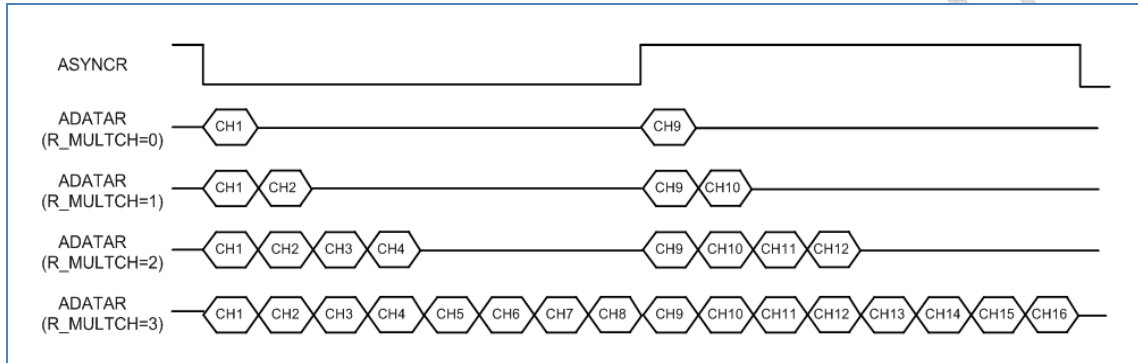 ASYNCR
ADATAR
(R_MULTCH=0)
CH1 CH9
ADATAR
(R_MULTCH=1)
CH1 CH2 CH9 CH10
ADATAR
(R_MULTCH=2)
CH1 CH2 CH3 CH4 CH9 CH10 CH11 CH12
ADATAR
(R_MULTCH=3)
CH1 CH2 CH3 CH4 CH5 CH6 CH7 CH8 CH9 CH10 CH11 CH12 CH13 CH14 CH15 CH16